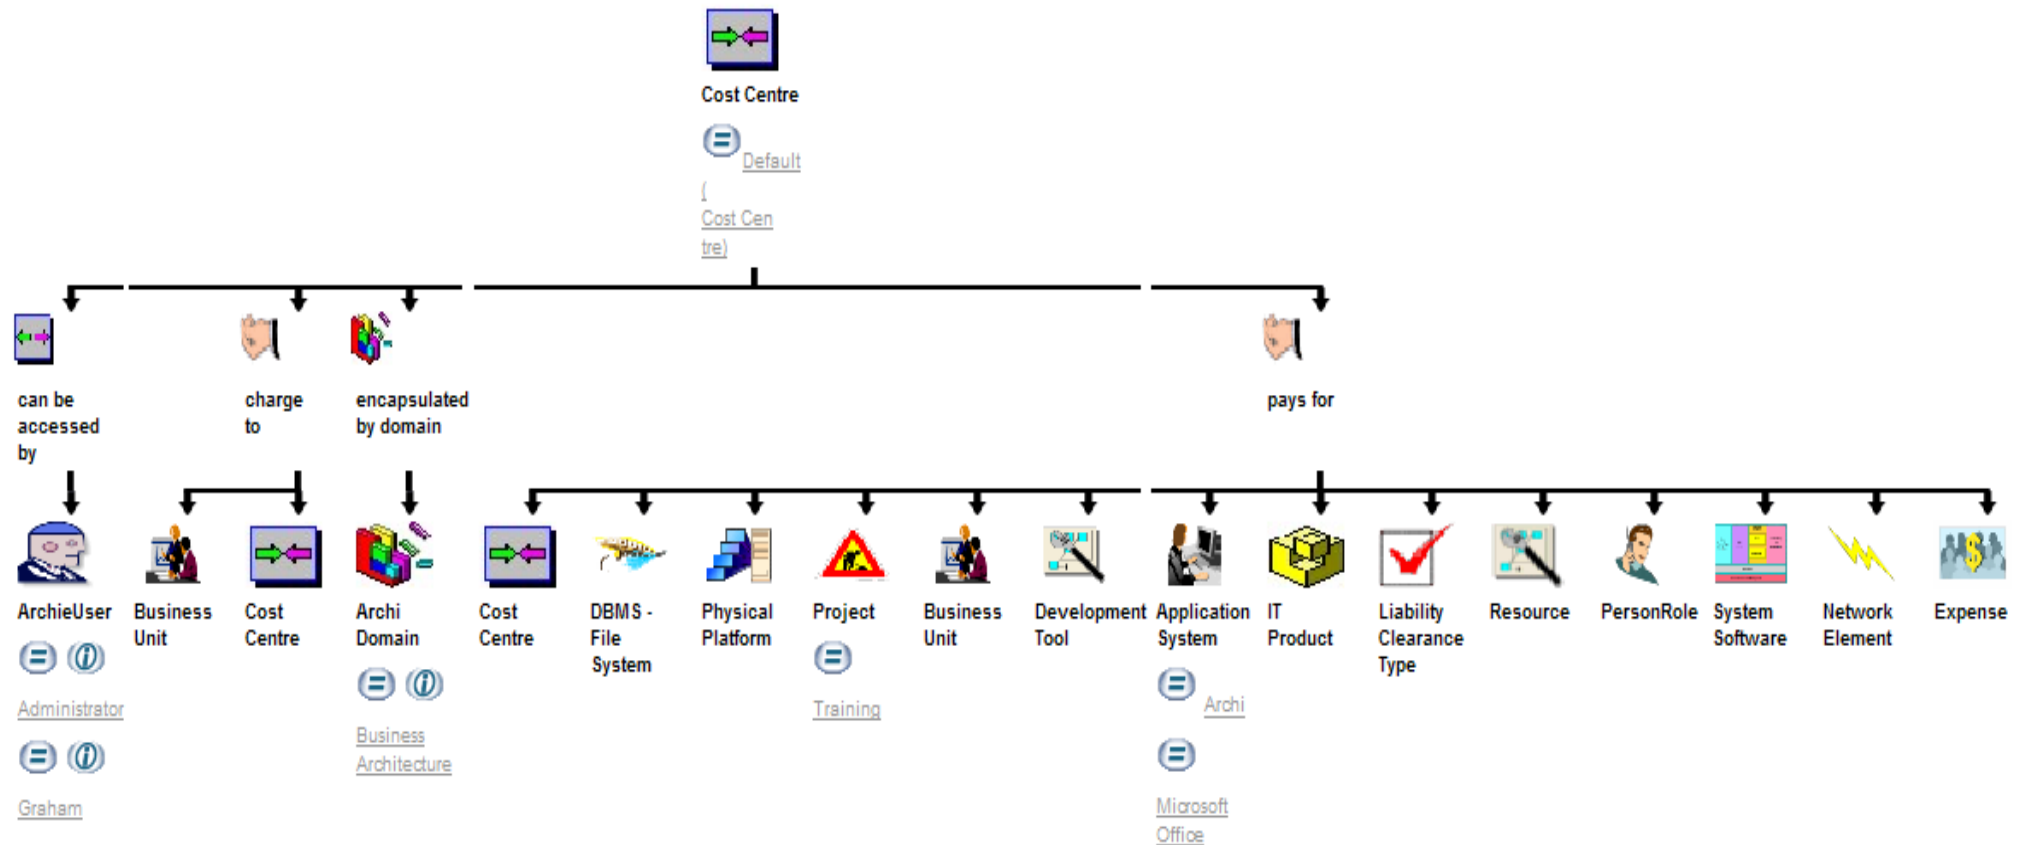 Cost Centre
Default
(
Cost Cen
tre)
can be
accessed
by
charge
to
encapsulated
by domain
pays for
ArchieUser
Administrator
Graham
Business
Unit
Cost
Centre
Archi
Domain
Business
Architecture
Cost
Centre
DBMS -
File
System
Physical
Platform
Project
Training
Business
Unit
Development
Tool
Application
System
Archi
Microsoft
Office
IT
Product
Liability
Clearance
Type
Resource
PersonRole
System
Software
Network
Element
Expense